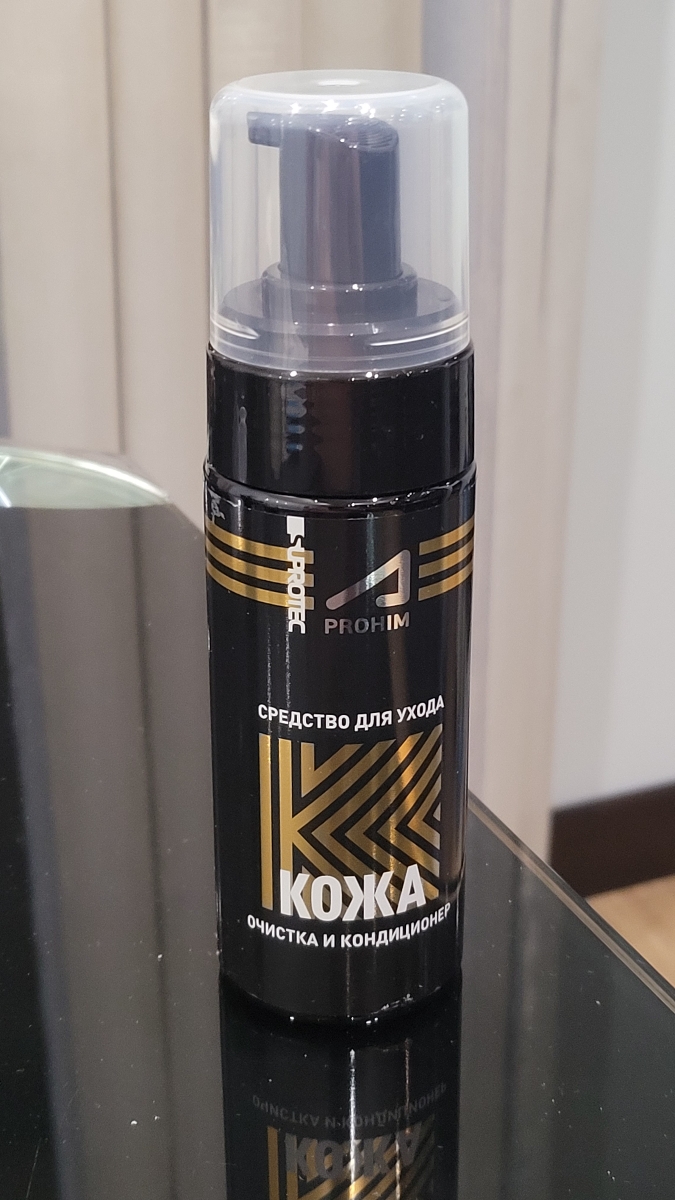 SUPROTEC
PROHIM
СРЕДСТВО ДЛЯ УХОДА
КОЖА
ОЧИСТКА И КОНДИЦИОНЕР